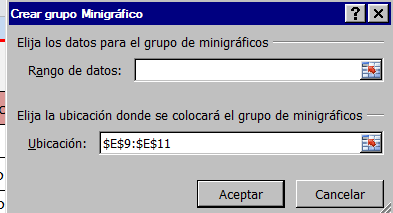 Crear grupo Minigráfico
Elija los datos para el grupo de minigráficos
Rango de datos:
Elija la ubicación donde se colocará el grupo de minigráficos
Ubicación: $E$9:$E$11
Aceptar Cancelar